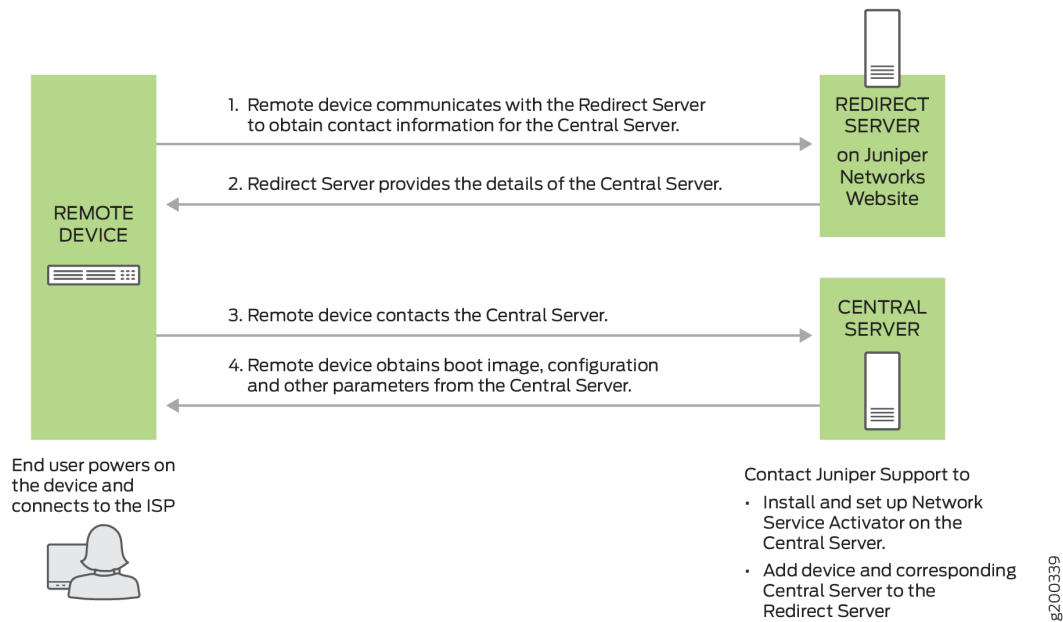 1. Remote device communicates with the Redirect Server
to obtain contact information for the Central Server.
2. Redirect Server provides the details of the Central Server.
REDIRECT
SERVER
on Juniper
Networks
Website
REMOTE
DEVICE
3. Remote device contacts the Central Server.
4. Remote device obtains boot image, configuration
and other parameters from the Central Server.
CENTRAL
SERVER
End user powers on
the device and
connects to the ISP
Contact Juniper Support to
• Install and set up Network
Service Activator on the
Central Server.
• Add device and corresponding
Central Server to the
Redirect Server
g200339